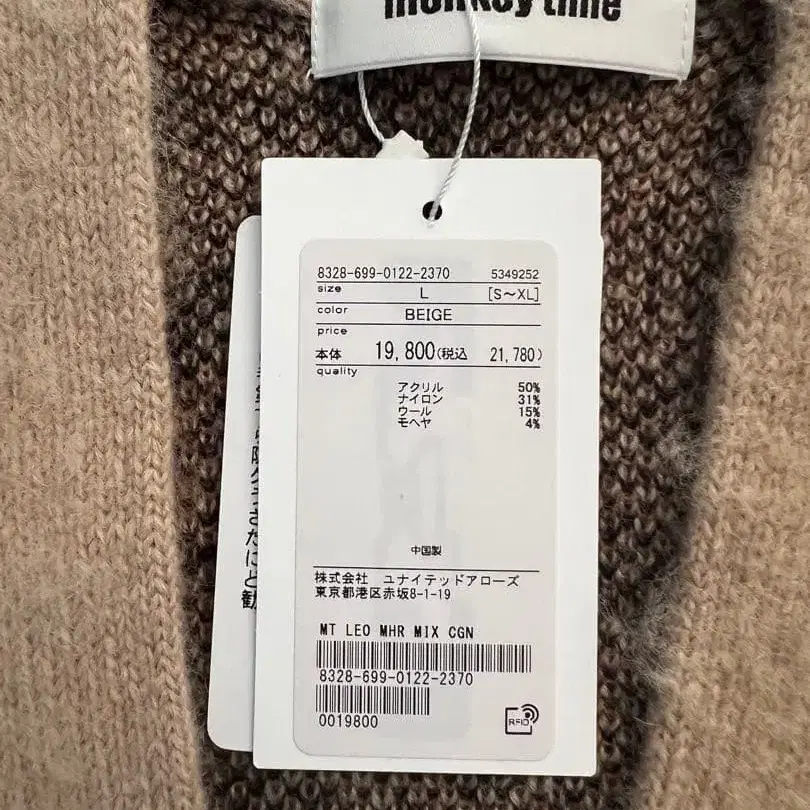 monkey time
8328-699-0122-2370 5349252
size L [S～XL]
color BEIGE
price
本体 19,800(税込 21,780)
quality
アクリル 50%
ナイロン 31%
ウール 15%
モヘヤ 4%
中国製
株式会社 ユナイテッドアローズ
東京都港区赤坂8-1-19
MT LEO MHR MIX CGN
8328-699-0122-2370
0019800
RFID